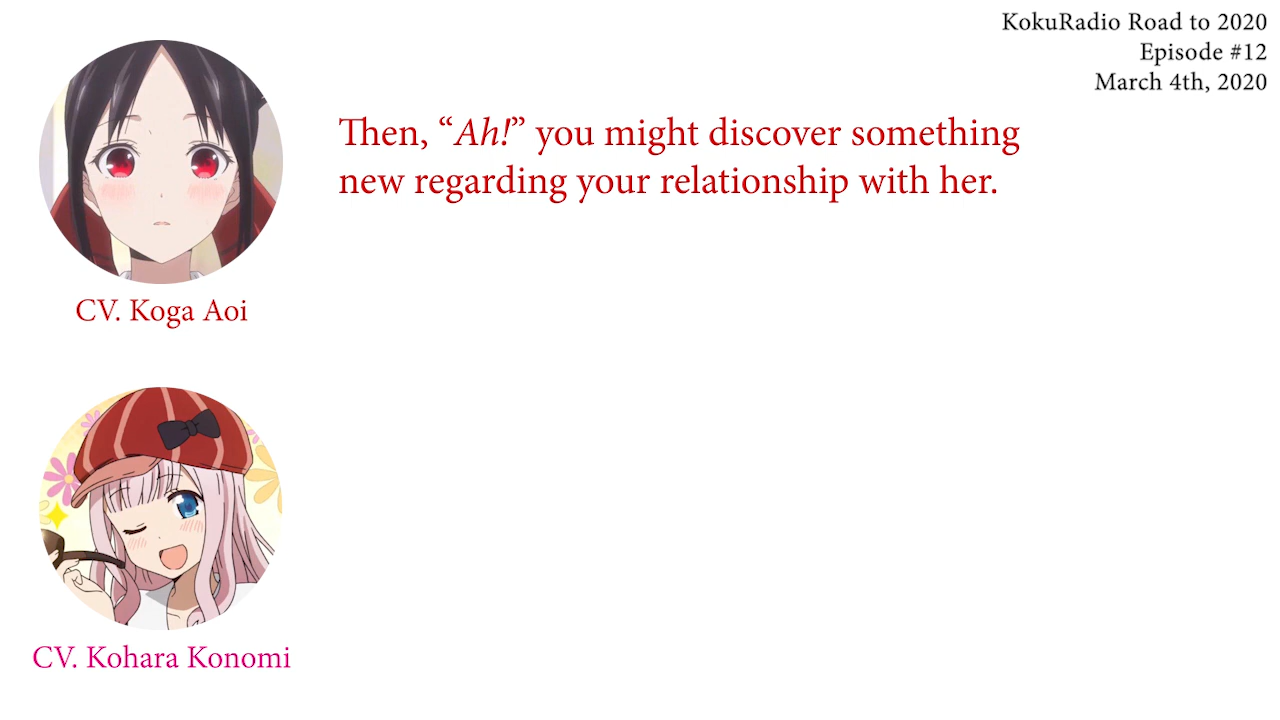 KokuRadio Road to 2020
Episode #12
March 4th, 2020
Then, “Ah!” you might discover something
new regarding your relationship with her.
CV. Koga Aoi
CV. Kohara Konomi